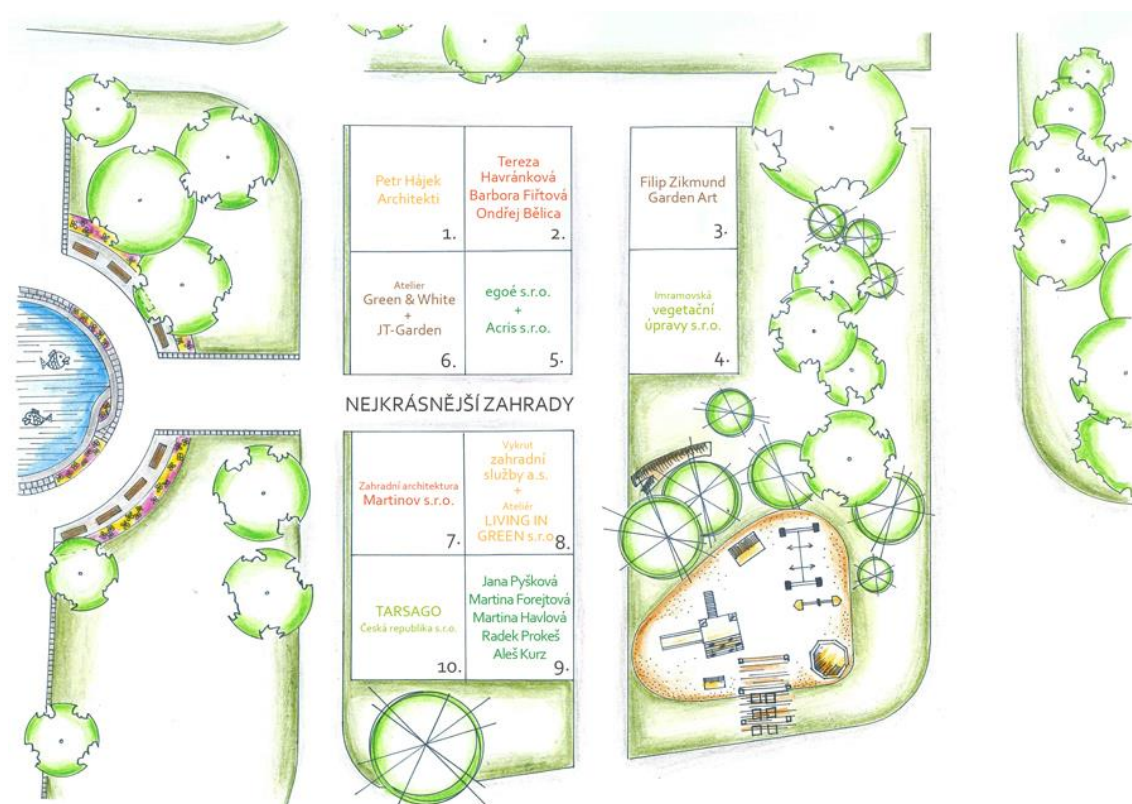 Petr Hájek
Architekti
1.
Tereza
Havránková
Barbora Fiřtová
Ondřej Bělica
2.
Filip Zikmund
Garden Art
3.
Atelier
Green & White
+
JT-Garden
6.
egoé s.r.o.
+
Acris s.r.o.
5.
Imramovská
vegetační
úpravy s.r.o.
4.
NEJKRÁSNĚJŠÍ ZAHRADY
Zahradní architektura
Martinov s.r.o.
7.
Vykrut
zahradní
služby a.s.
+
Ateliér
LIVING IN
GREEN s.r.o.
8.
TARSAGO
Česká republika s.r.o.
10.
Jana Pyšková
Martina Forejtová
Martina Havlová
Radek Prokeš
Aleš Kurz
9.